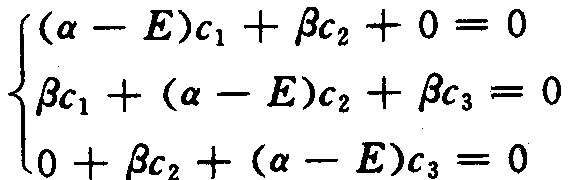 (α − E)c₁ + βc₂ + 0 = 0
βc₁ + (α − E)c₂ + βc₃ = 0
0 + βc₂ + (α − E)c₃ = 0